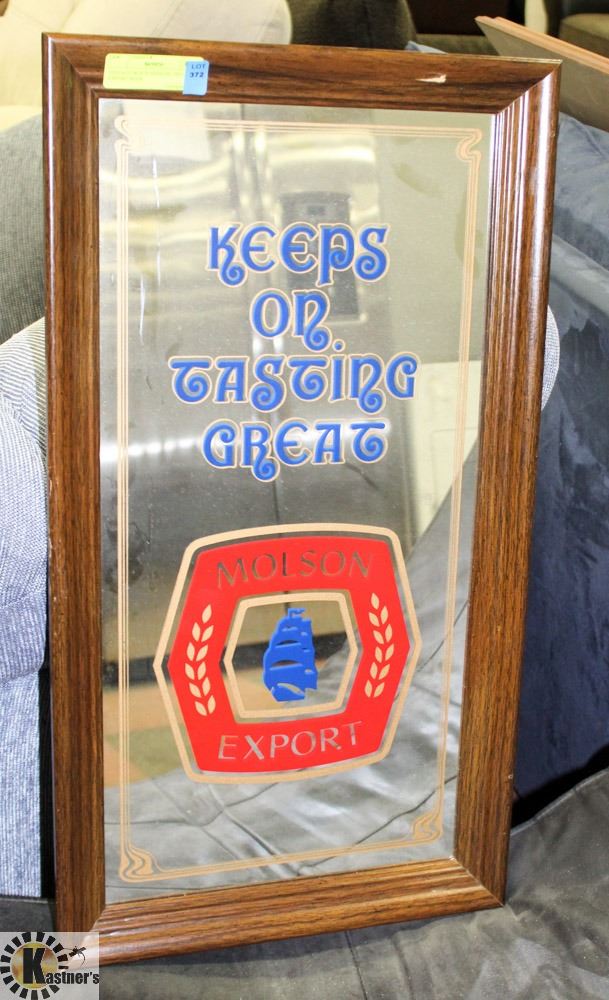 LOT
372
KEEPS
ON
TASTING
GREAT
MOLSON
EXPORT
Kastner's